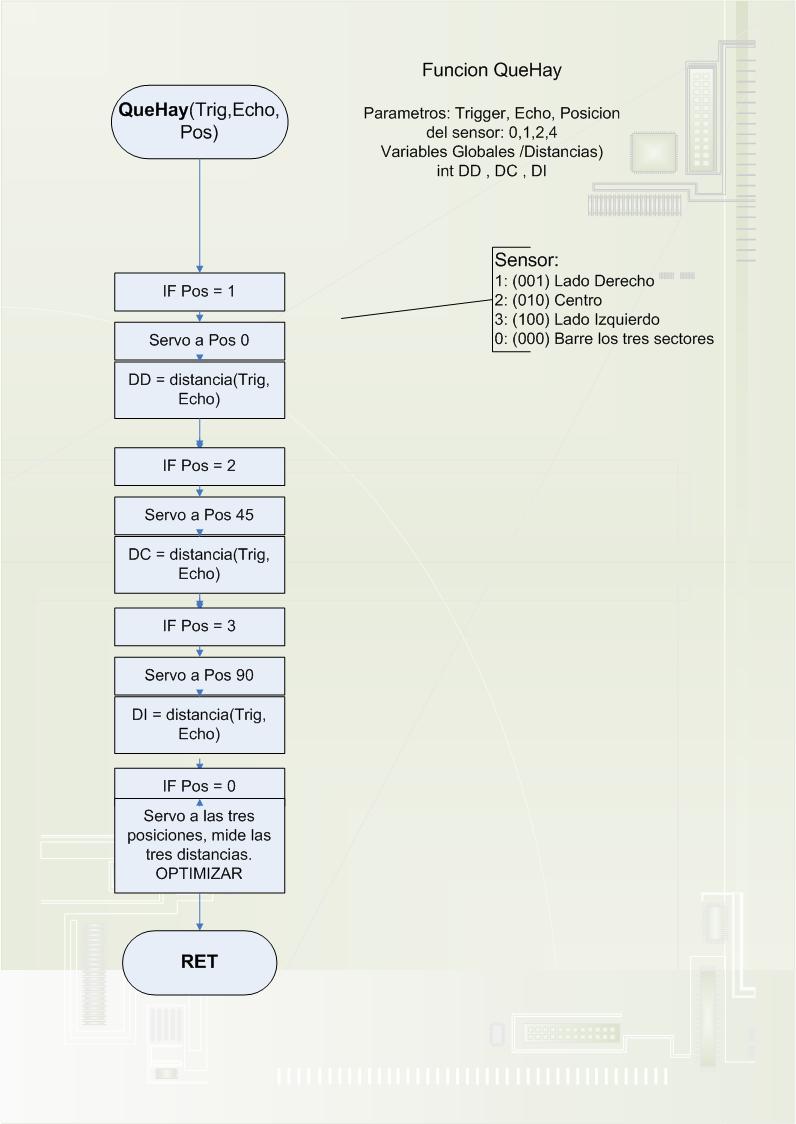 Funcion QueHay
Parametros: Trigger, Echo, Posicion
del sensor: 0,1,2,4
Variables Globales /Distancias)
int DD , DC , DI
QueHay(Trig,Echo,
Pos)
Sensor:
1: (001) Lado Derecho
2: (010) Centro
3: (100) Lado Izquierdo
0: (000) Barre los tres sectores
IF Pos = 1
Servo a Pos 0
DD = distancia(Trig,
Echo)
IF Pos = 2
Servo a Pos 45
DC = distancia(Trig,
Echo)
IF Pos = 3
Servo a Pos 90
DI = distancia(Trig,
Echo)
IF Pos = 0
Servo a las tres
posiciones, mide las
tres distancias.
OPTIMIZAR
RET